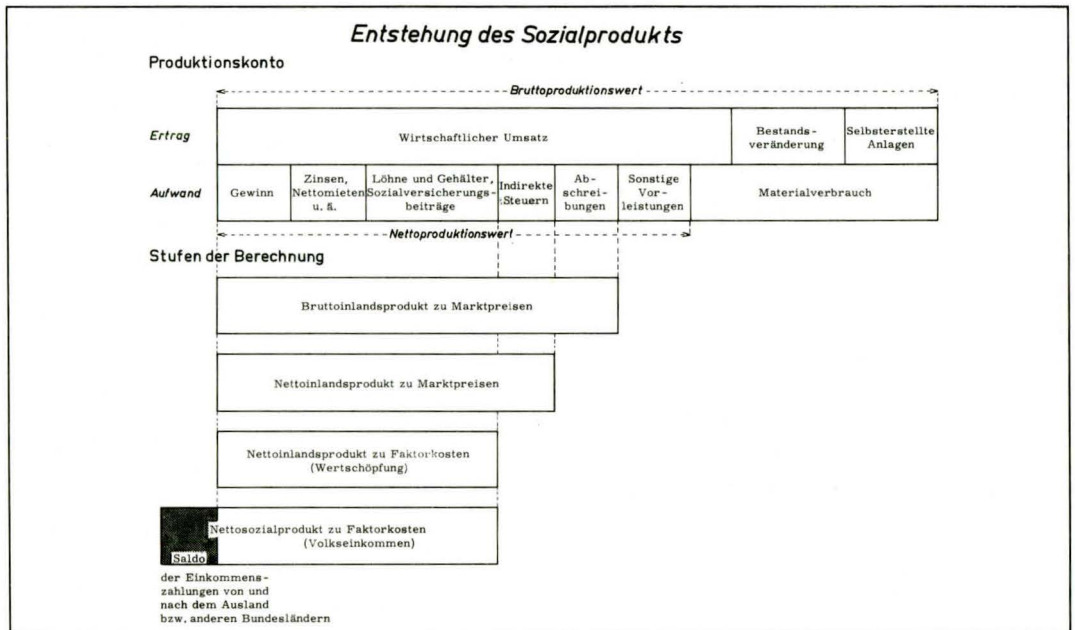 Entstehung des Sozialprodukts
Produktionskonto
Bruttoproduktionswert
Ertrag
Wirtschaftlicher Umsatz
Bestands-
veränderung
Selbsterstellte
Anlagen
Aufwand
Gewinn
Zinsen,
Nettomieten
u. ä.
Löhne und Gehälter,
Sozialversicherungs-
beiträge
Indirekte
Steuern
Ab-
schrei-
bungen
Sonstige
Vor-
leistungen
Materialverbrauch
Nettoproduktionswert
Stufen der Berechnung
Bruttoinlandsprodukt zu Marktpreisen
Nettoinlandsprodukt zu Marktpreisen
Nettoinlandsprodukt zu Faktorkosten
(Wertschöpfung)
Nettosozialprodukt zu Faktorkosten
(Volkseinkommen)
Saldo
der Einkommens-
zahlungen von und
nach dem Ausland
bzw. anderen Bundesländern